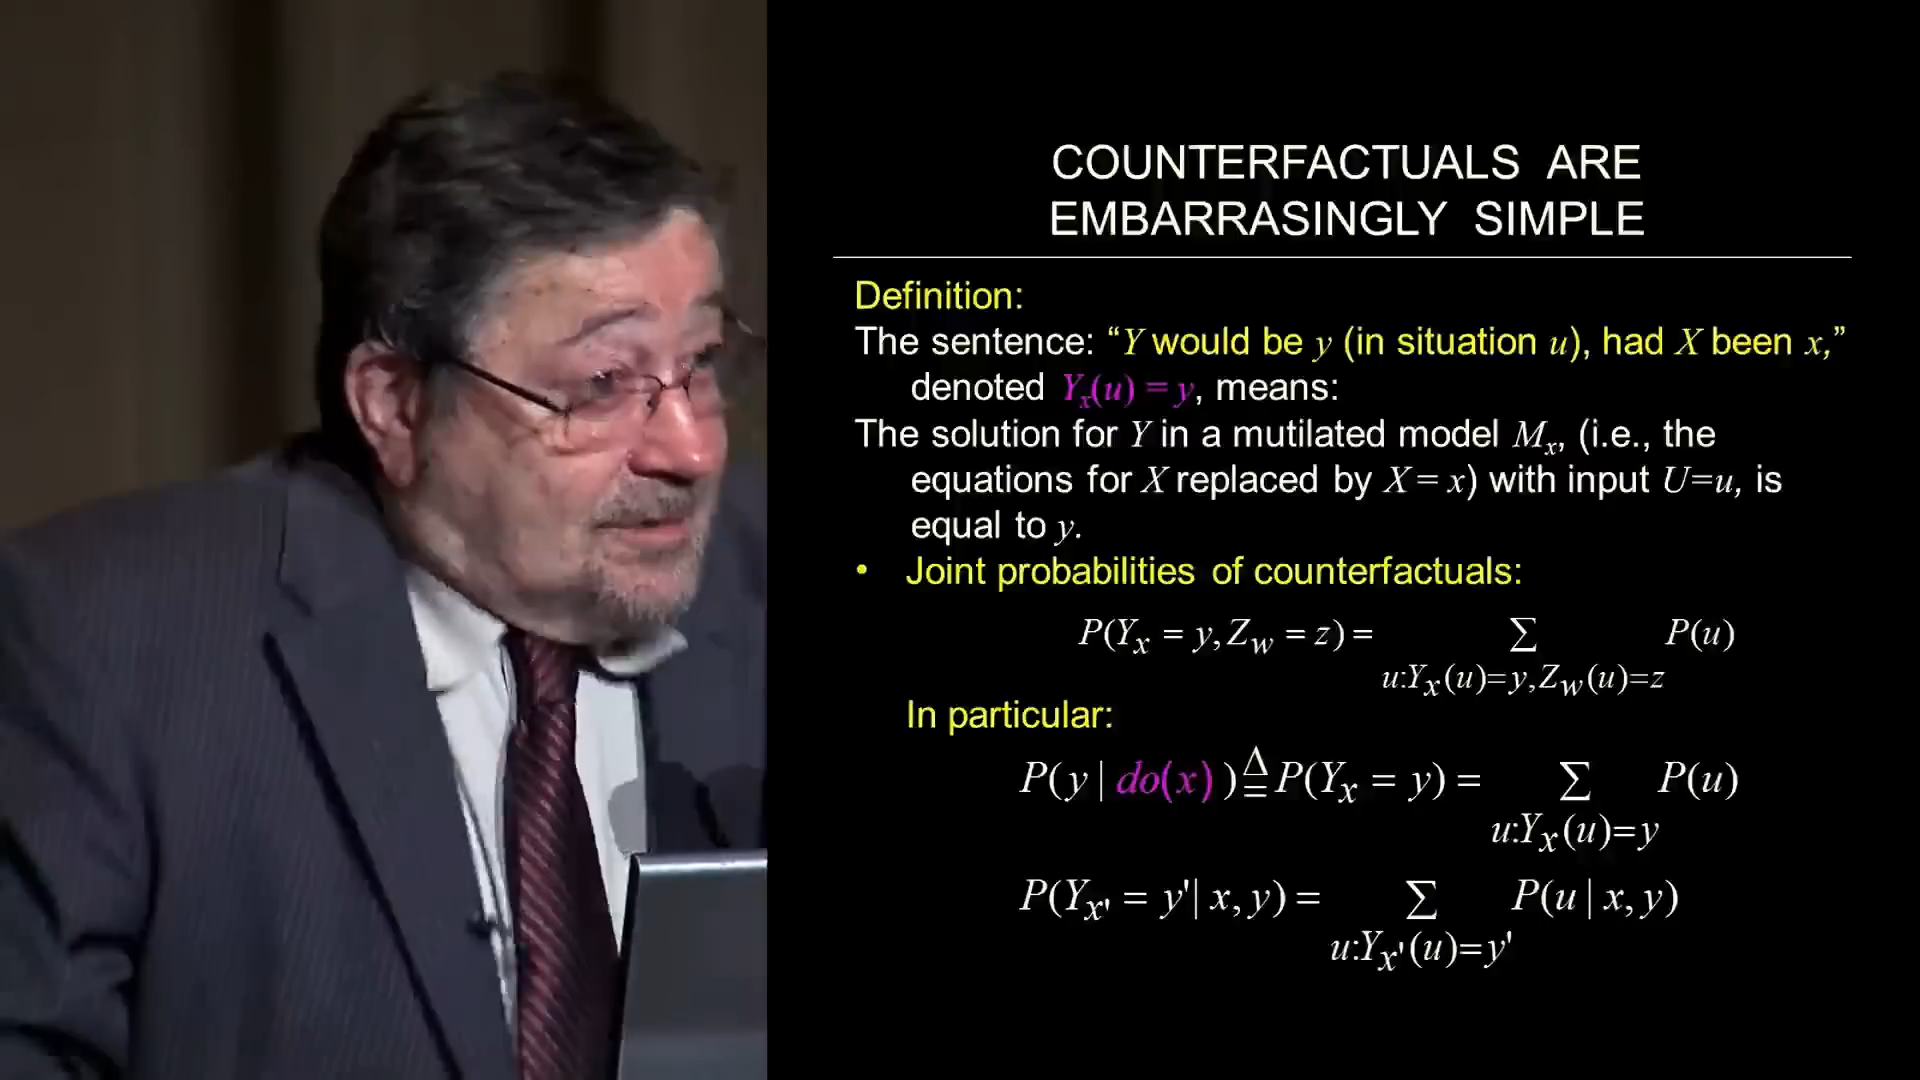 COUNTERFACTUALS ARE
EMBARRASINGLY SIMPLE
Definition:
The sentence: “Y would be y (in situation u), had X been x,”
denoted Yₓ(u) = y, means:
The solution for Y in a mutilated model Mₓ, (i.e., the
equations for X replaced by X = x) with input U=u, is
equal to y.
• Joint probabilities of counterfactuals:
P(Yₓ = y, Z_w = z) = ∑ P(u)
u:Yₓ(u)=y,Z_w(u)=z
In particular:
P(y | do(x) ) ≜ P(Yₓ = y) = ∑ P(u)
u:Yₓ(u)=y
P(Yₓ' = y' | x, y) = ∑ P(u | x, y)
u:Yₓ'(u)=y'